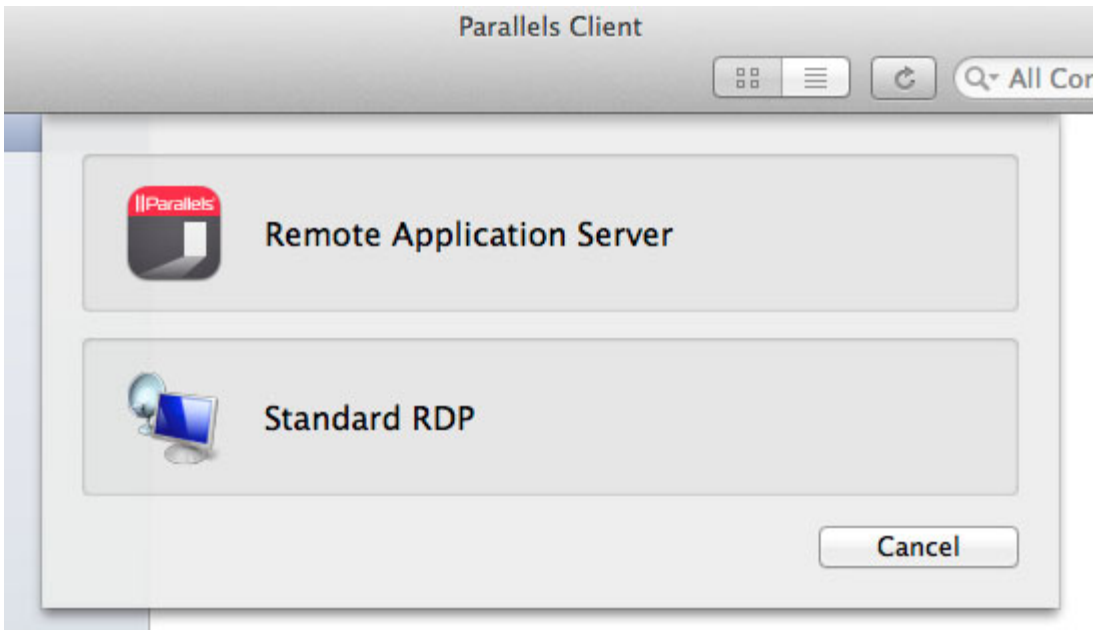 Parallels Client
All Cor
||Parallels
Remote Application Server
Standard RDP
Cancel